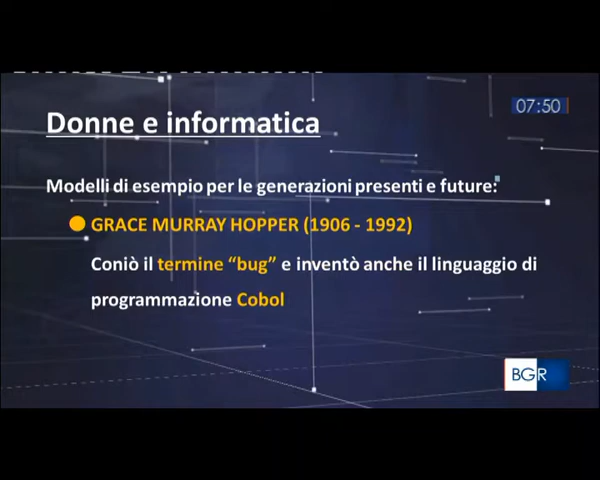 07:50
Donne e informatica
Modelli di esempio per le generazioni presenti e future:
GRACE MURRAY HOPPER (1906 - 1992)
Coniò il termine “bug” e inventò anche il linguaggio di
programmazione Cobol
BGR